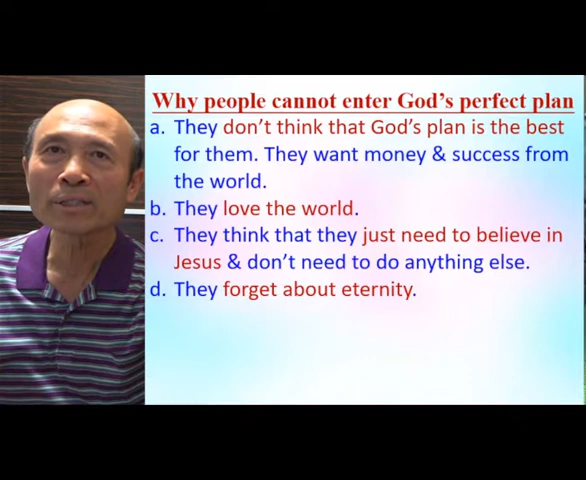 Why people cannot enter God's perfect plan
a. They don't think that God's plan is the best
for them. They want money & success from
the world.
b. They love the world.
c. They think that they just need to believe in
Jesus & don't need to do anything else.
d. They forget about eternity.